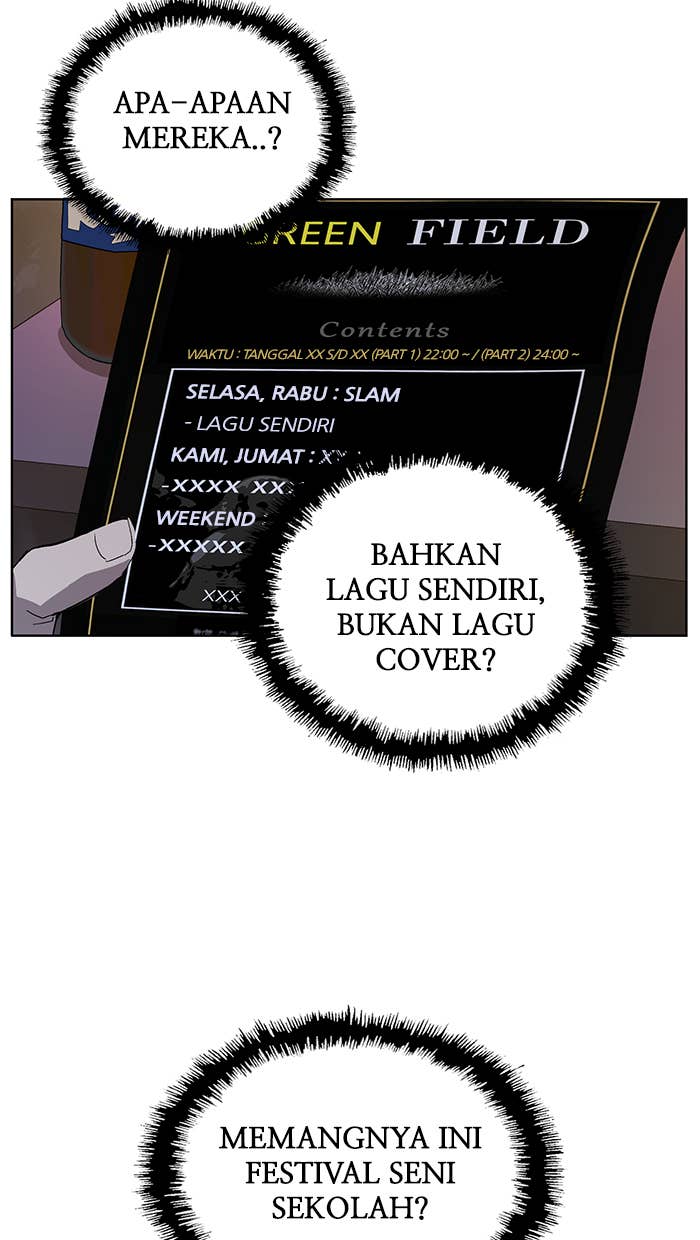 APA-APAAN
MEREKA..?
GREEN FIELD
Contents
WAKTU : TANGGAL XX S/D XX (PART 1) 22:00 ~ / (PART 2) 24:00 ~
SELASA, RABU : SLAM
- LAGU SENDIRI
KAMI, JUMAT : XX
-XXXX XX
WEEKEND
-XXXXX
XXX
BAHKAN
LAGU SENDIRI,
BUKAN LAGU
COVER?
MEMANGNYA INI
FESTIVAL SENI
SEKOLAH?